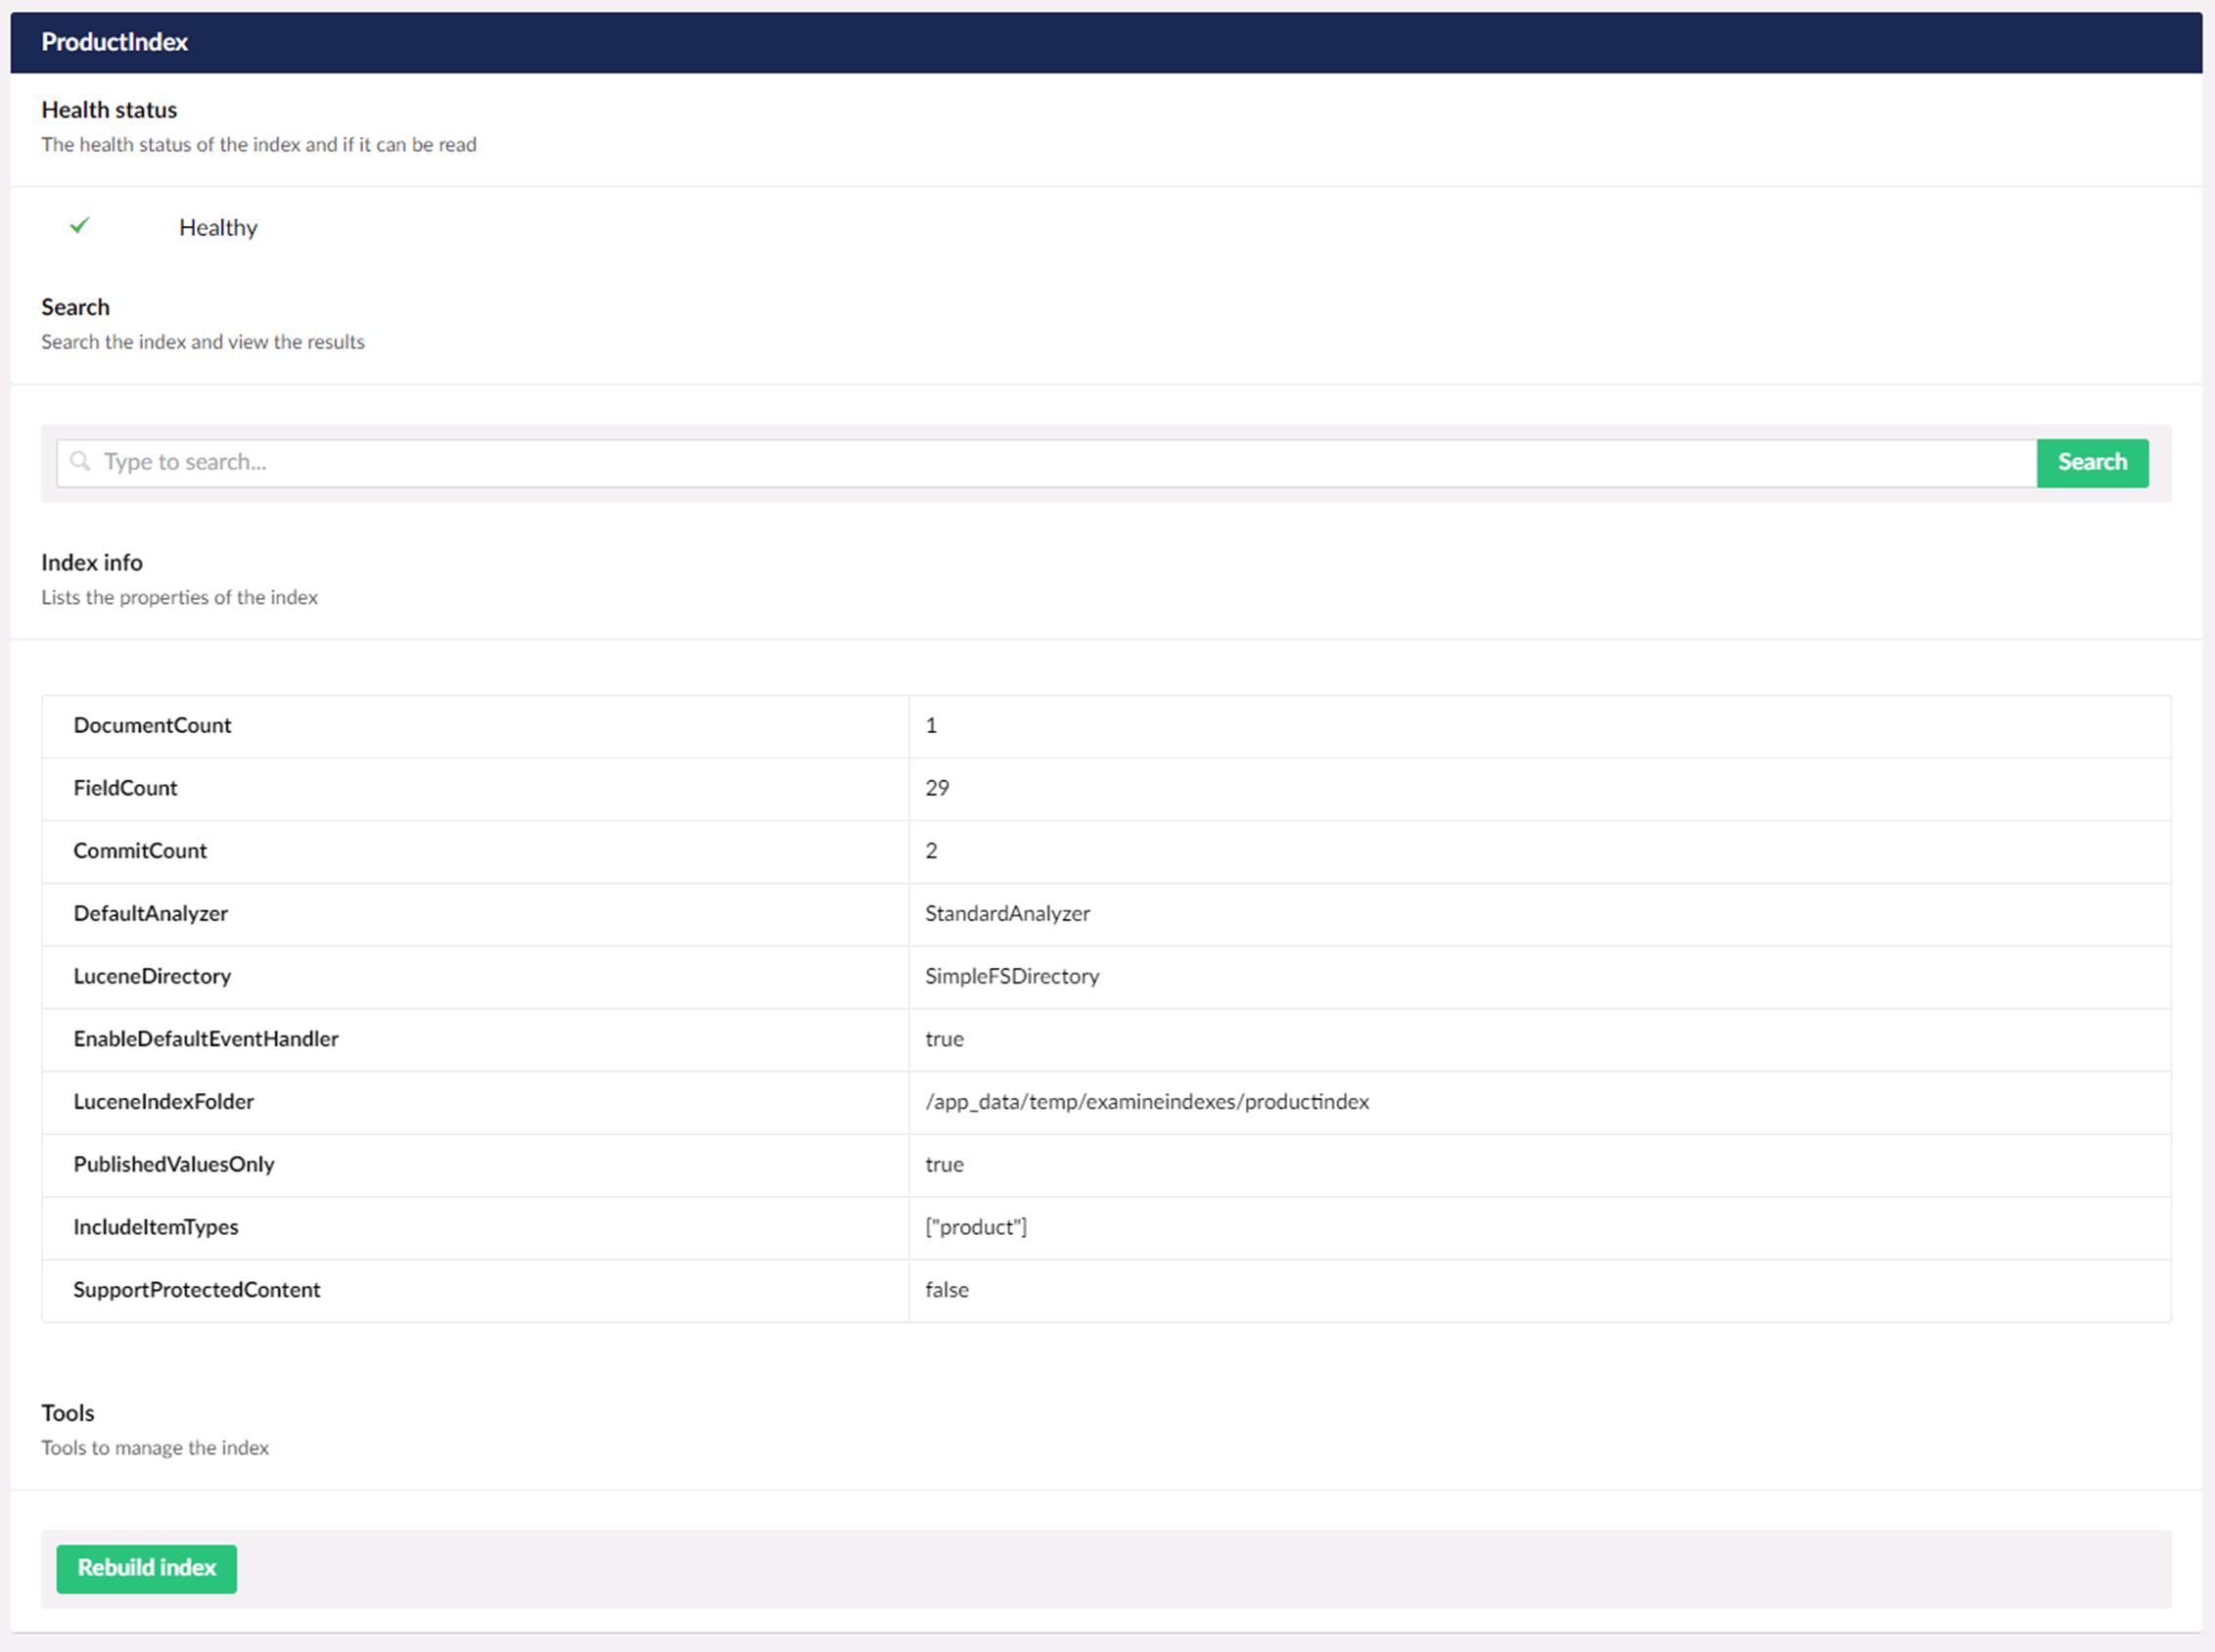 ProductIndex
Health status
The health status of the index and if it can be read
Healthy
Search
Search the index and view the results
Type to search...
Search
Index info
Lists the properties of the index
DocumentCount 1
FieldCount 29
CommitCount 2
DefaultAnalyzer StandardAnalyzer
LuceneDirectory SimpleFSDirectory
EnableDefaultEventHandler true
LuceneIndexFolder /app_data/temp/examineindexes/productindex
PublishedValuesOnly true
IncludeItemTypes ["product"]
SupportProtectedContent false
Tools
Tools to manage the index
Rebuild index